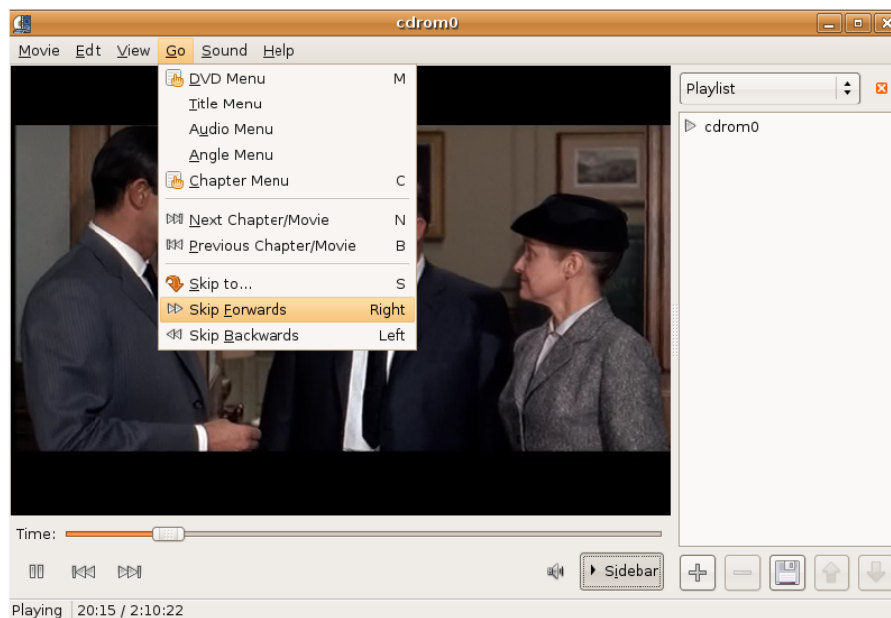 cdrom0
Movie Edt View Go Sound Help
DVD Menu M
Title Menu
Audio Menu
Angle Menu
Chapter Menu C
Next Chapter/Movie N
Previous Chapter/Movie B
Skip to... S
Skip Forwards Right
Skip Backwards Left
Playlist
cdrom0
Time:
Sidebar
Playing 20:15 / 2:10:22